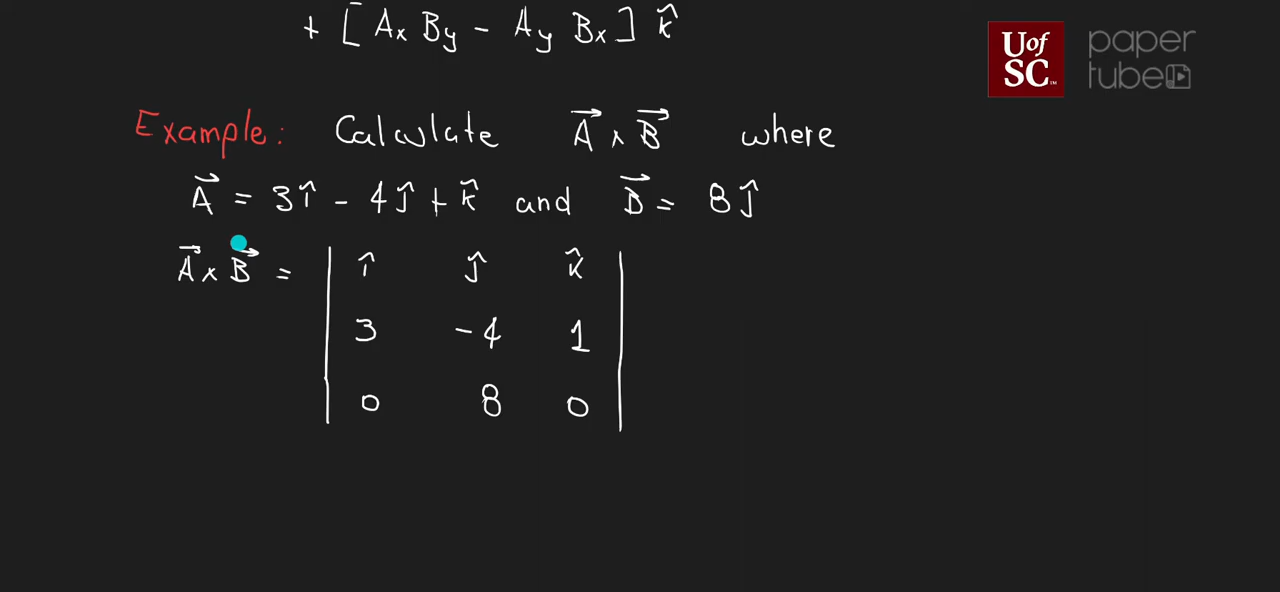 + [ Ax By - Ay Bx ] k̂
UofSC™
paper tube
Example: Calculate A⃗ x B⃗ where
A⃗ = 3î - 4ĵ + k̂ and B⃗ = 8ĵ
A⃗ x B⃗ = | î ĵ k̂ |
3 -4 1
0 8 0